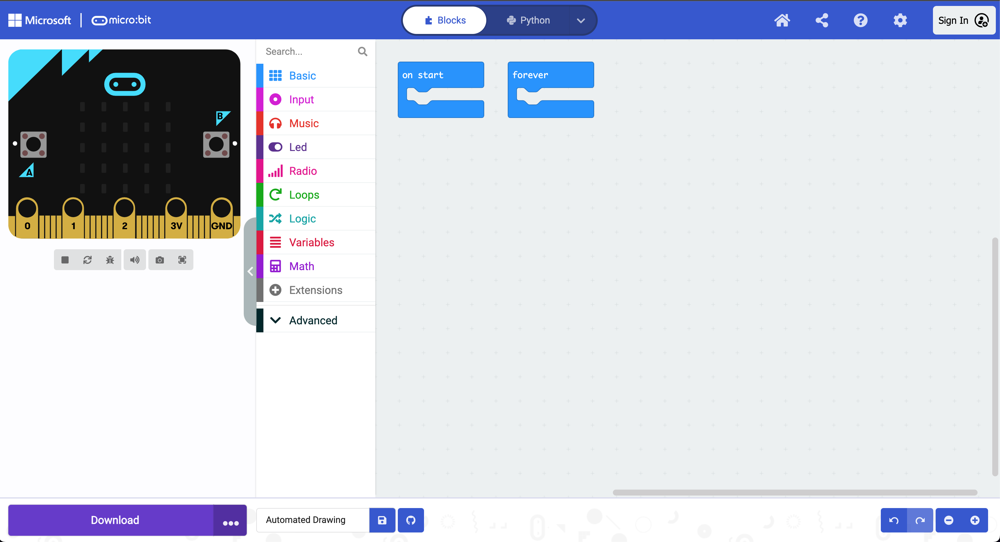 Microsoft | micro:bit
Blocks
Python
Sign In
B
A
0 1 2 3V GND
Search...
Basic
Input
Music
Led
Radio
Loops
Logic
Variables
Math
Extensions
Advanced
on start
forever
Download
Automated Drawing